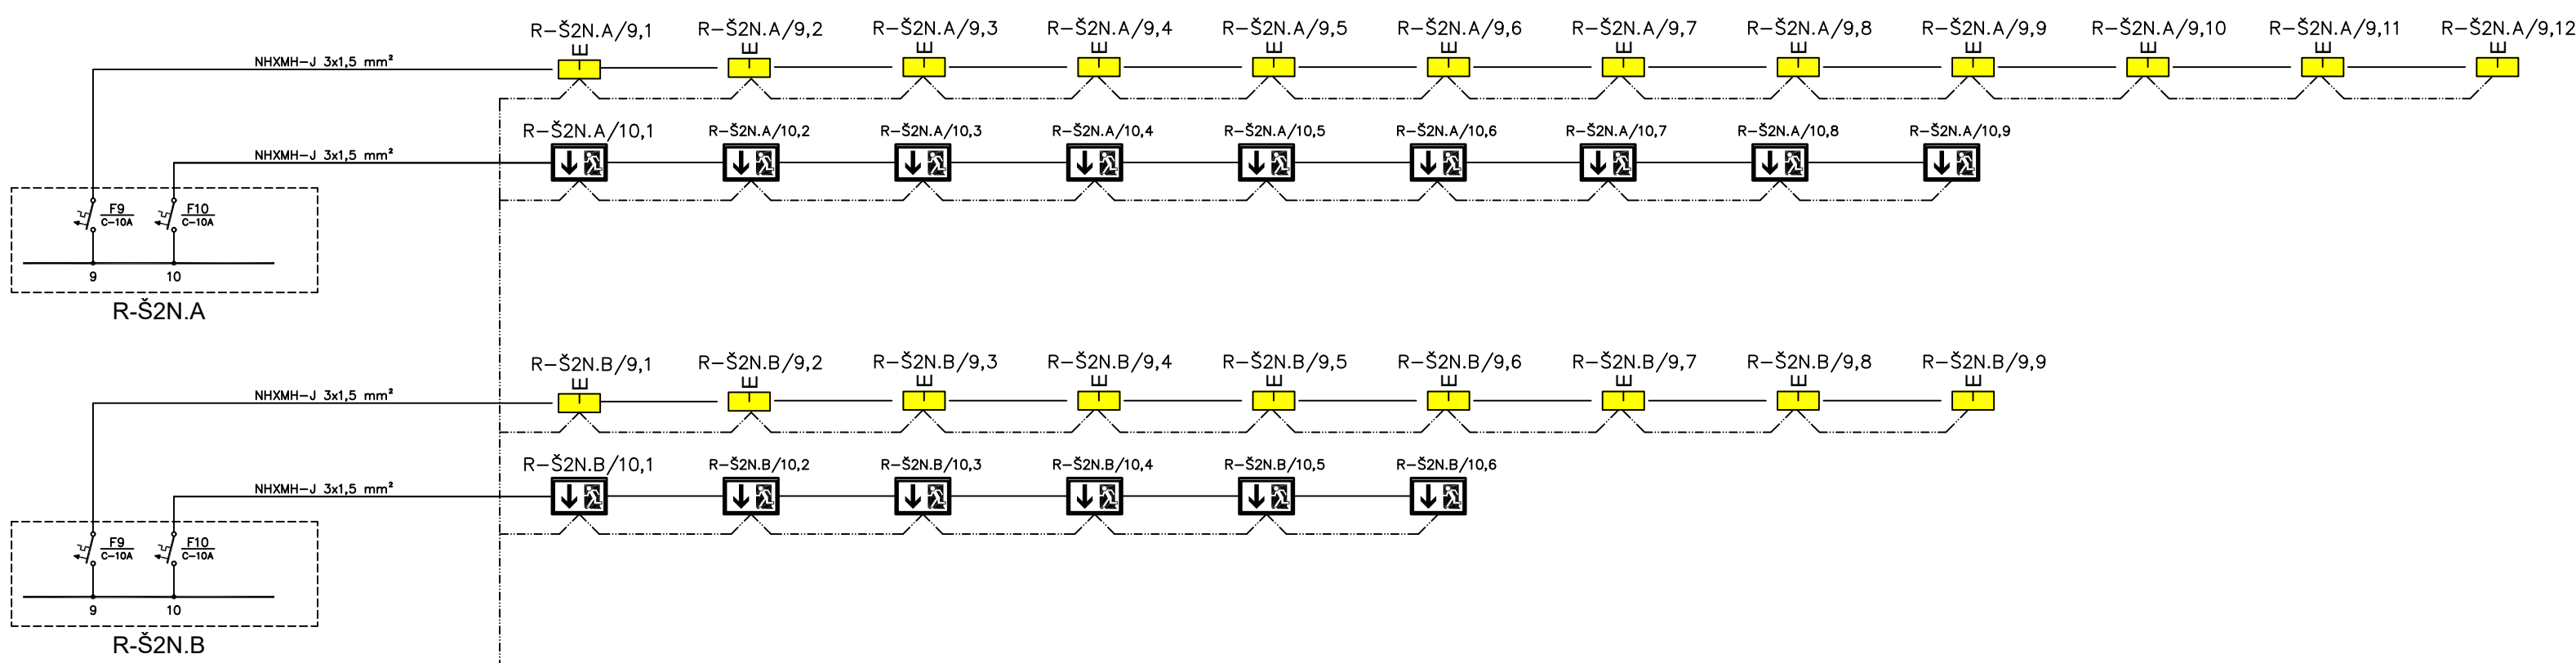 R-Š2N.A/9,1 R-Š2N.A/9,2 R-Š2N.A/9,3 R-Š2N.A/9,4 R-Š2N.A/9,5 R-Š2N.A/9,6 R-Š2N.A/9,7 R-Š2N.A/9,8 R-Š2N.A/9,9 R-Š2N.A/9,10 R-Š2N.A/9,11 R-Š2N.A/9,12
NHXMH-J 3x1,5 mm²
R-Š2N.A/10,1 R-Š2N.A/10,2 R-Š2N.A/10,3 R-Š2N.A/10,4 R-Š2N.A/10,5 R-Š2N.A/10,6 R-Š2N.A/10,7 R-Š2N.A/10,8 R-Š2N.A/10,9
NHXMH-J 3x1,5 mm²
F9 F10
C-10A C-10A
9 10
R-Š2N.A
R-Š2N.B/9,1 R-Š2N.B/9,2 R-Š2N.B/9,3 R-Š2N.B/9,4 R-Š2N.B/9,5 R-Š2N.B/9,6 R-Š2N.B/9,7 R-Š2N.B/9,8 R-Š2N.B/9,9
NHXMH-J 3x1,5 mm²
R-Š2N.B/10,1 R-Š2N.B/10,2 R-Š2N.B/10,3 R-Š2N.B/10,4 R-Š2N.B/10,5 R-Š2N.B/10,6
NHXMH-J 3x1,5 mm²
F9 F10
C-10A C-10A
9 10
R-Š2N.B